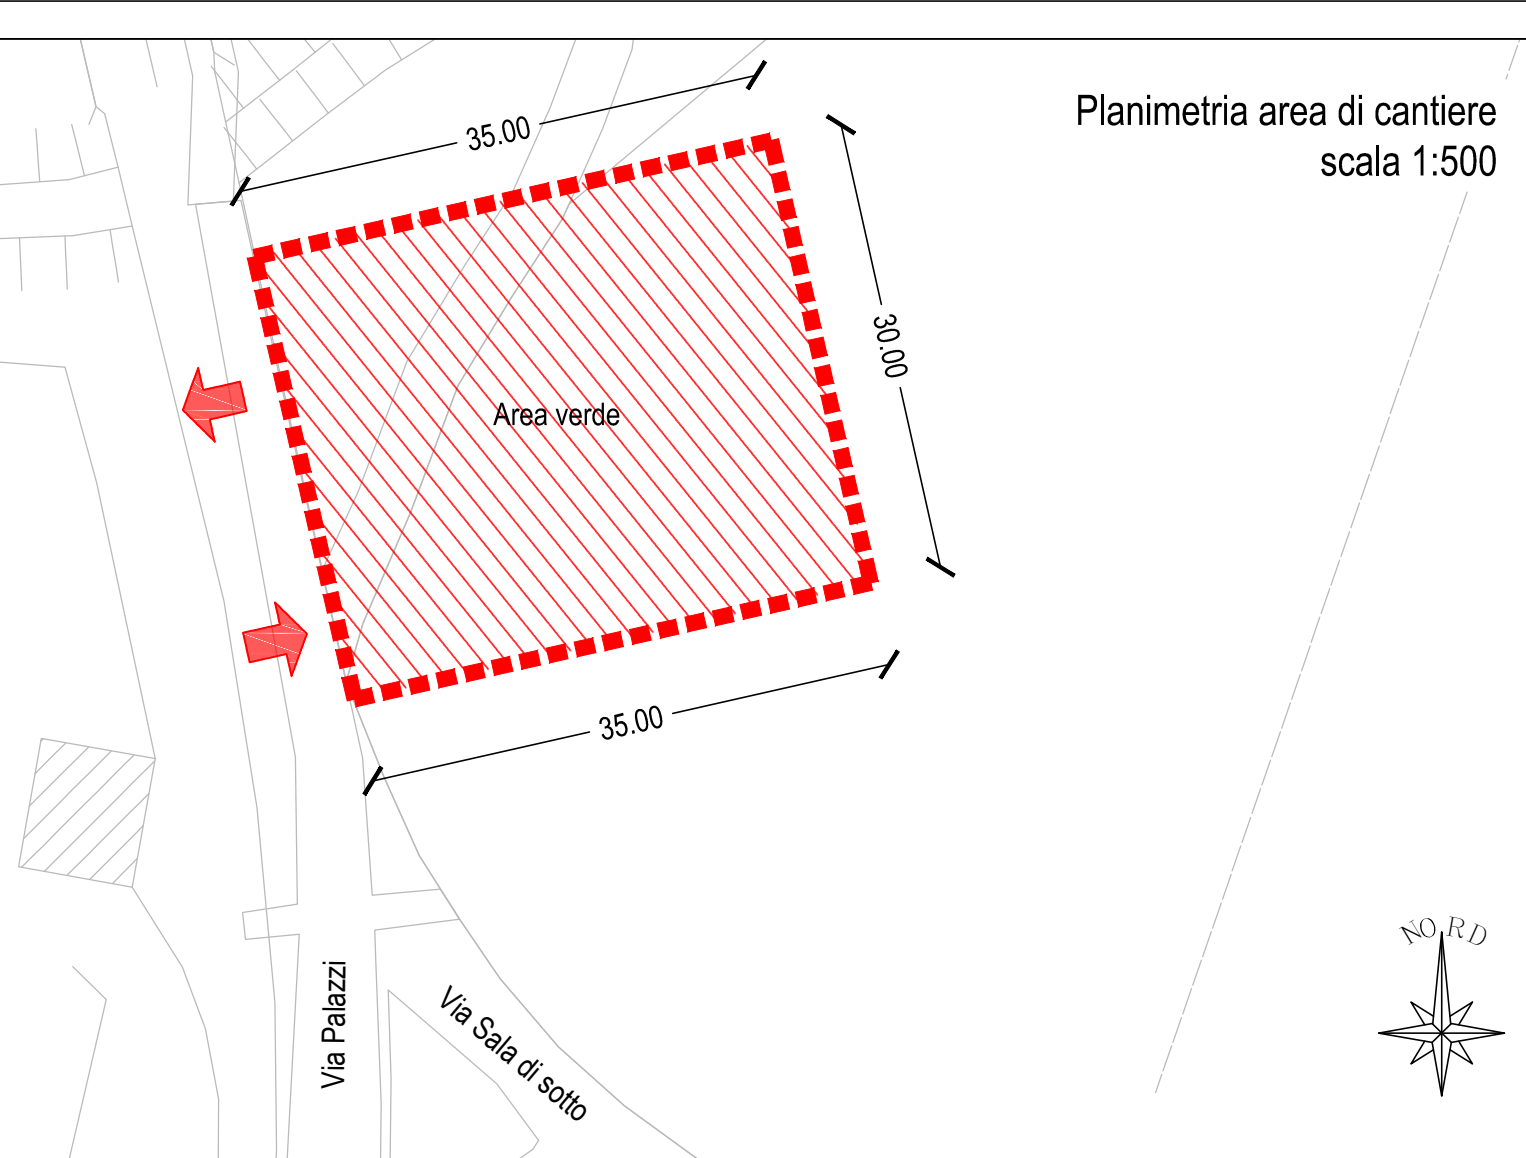 Planimetria area di cantiere
scala 1:500
35.00
30.00
Area verde
35.00
NORD
Via Palazzi
Via Sala di sotto